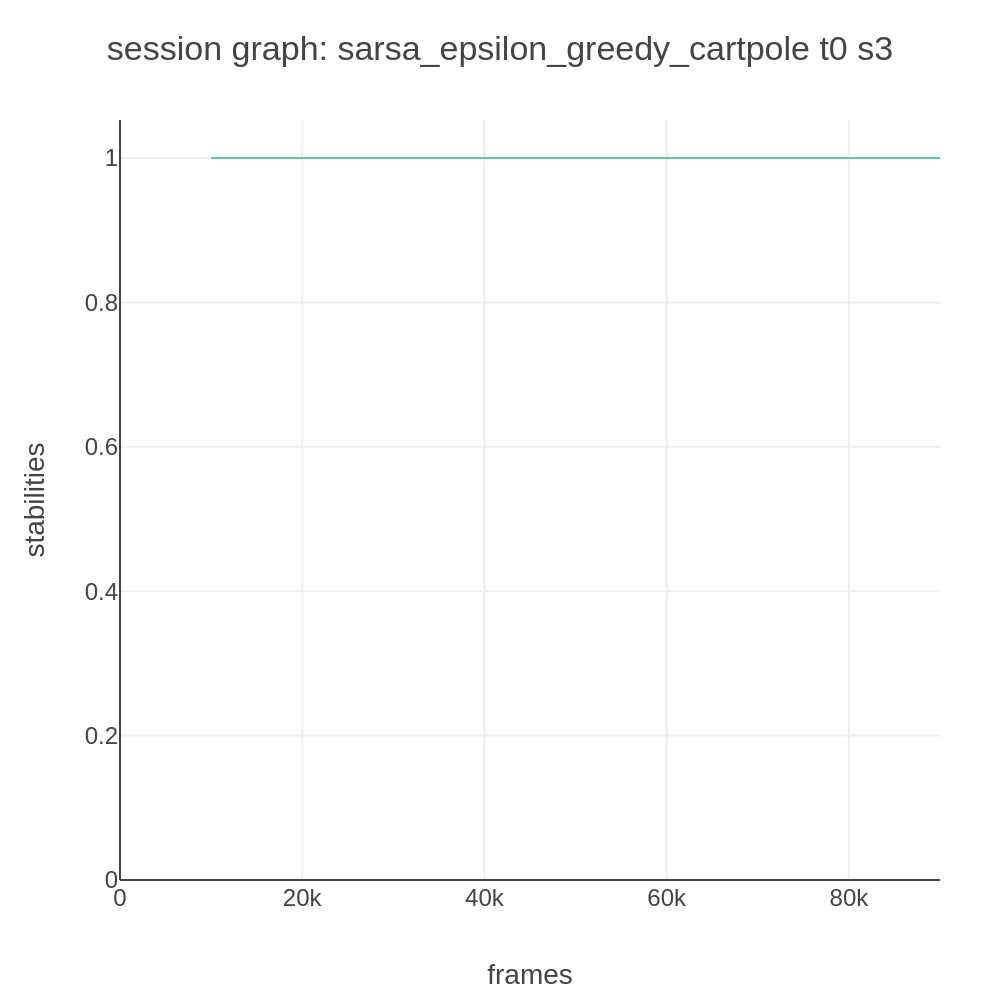 session graph: sarsa_epsilon_greedy_cartpole t0 s3
1
0.8
0.6
0.4
0.2
0
stabilities
0
20k
40k
60k
80k
frames